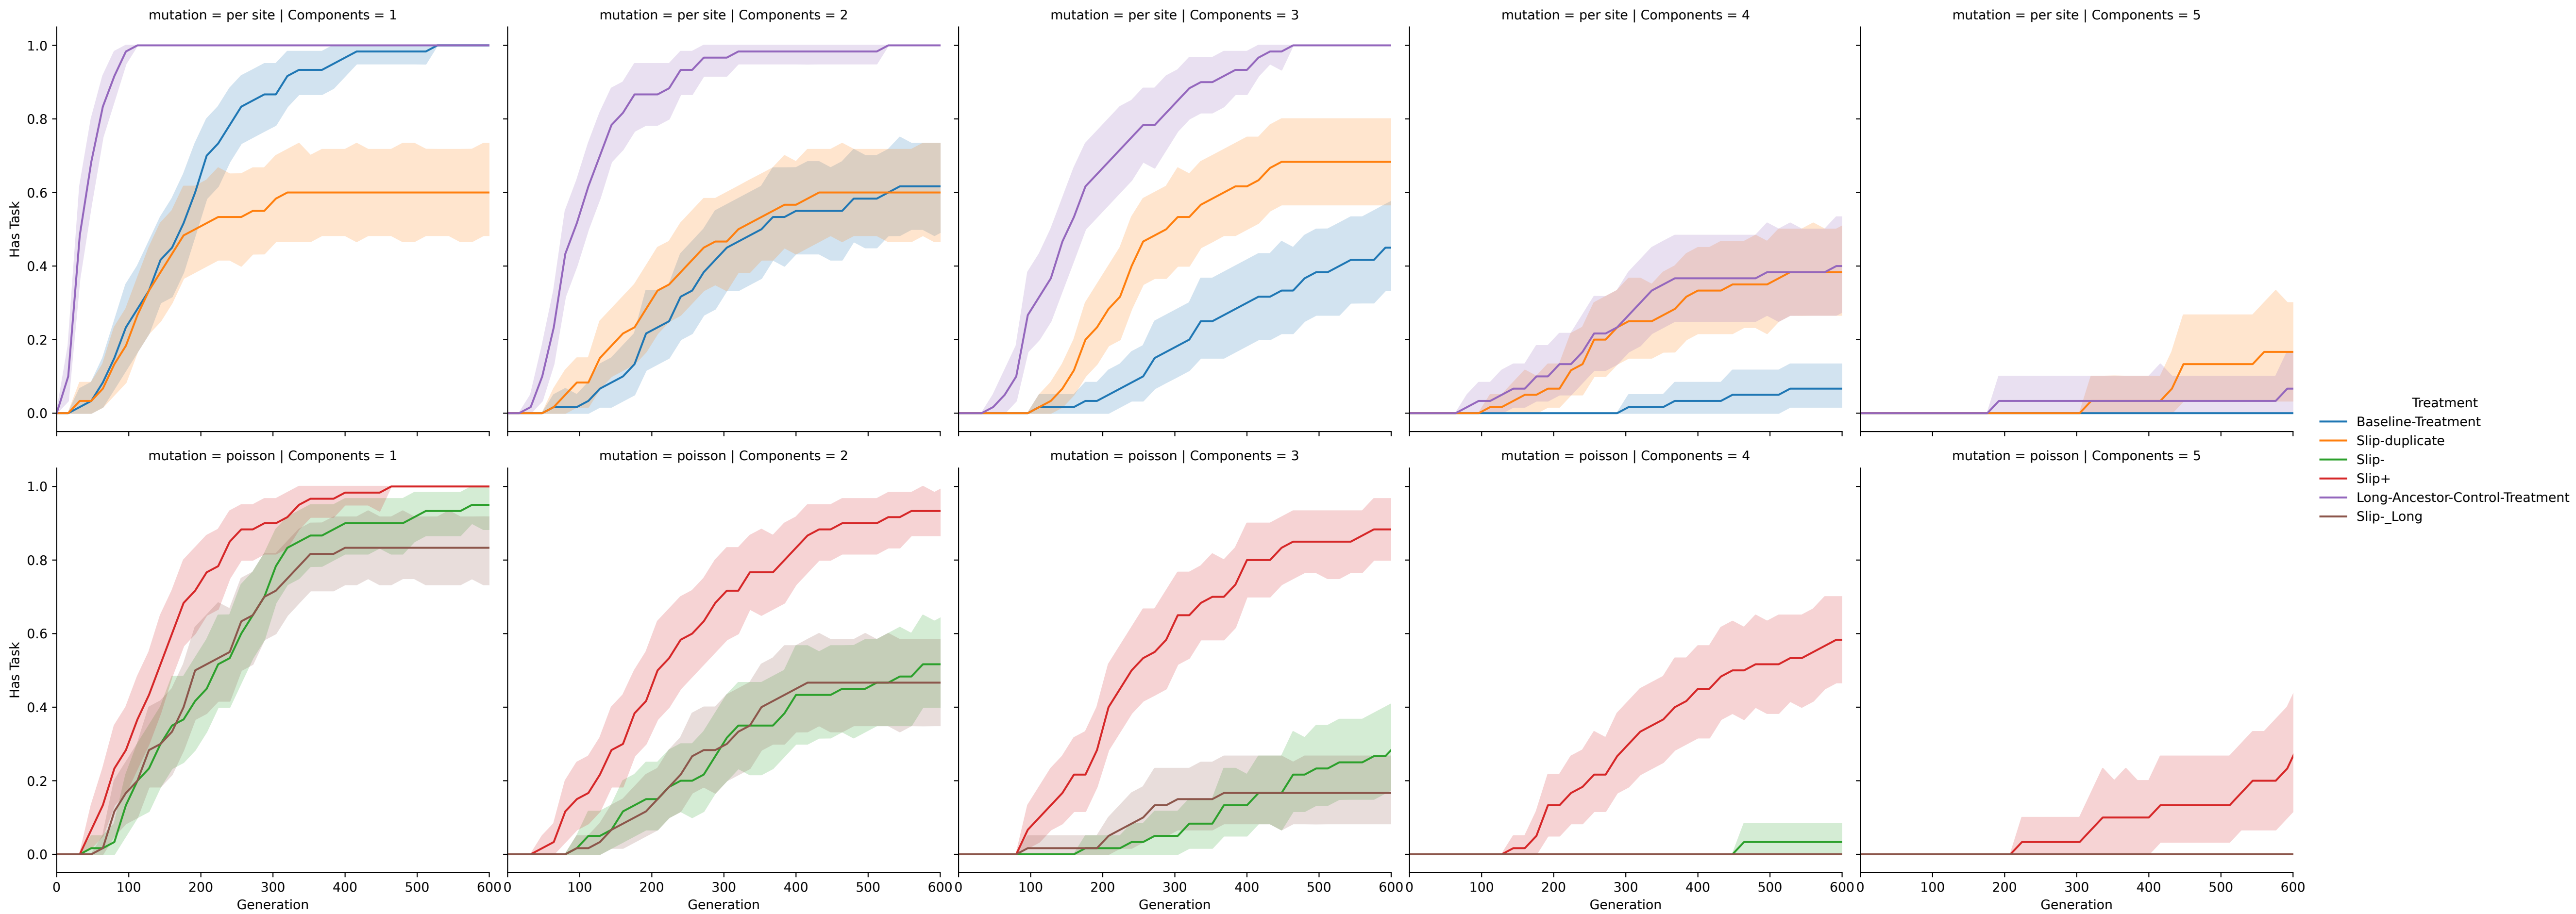 mutation = per site | Components = 1
mutation = per site | Components = 2
mutation = per site | Components = 3
mutation = per site | Components = 4
mutation = per site | Components = 5
1.0
0.8
0.6
0.4
0.2
0.0
Has Task
Treatment
Baseline-Treatment
Slip-duplicate
Slip-
Slip+
Long-Ancestor-Control-Treatment
Slip-_Long
mutation = poisson | Components = 1
mutation = poisson | Components = 2
mutation = poisson | Components = 3
mutation = poisson | Components = 4
mutation = poisson | Components = 5
1.0
0.8
0.6
0.4
0.2
0.0
Has Task
0 100 200 300 400 500 600
0 100 200 300 400 500 600
0 100 200 300 400 500 600
0 100 200 300 400 500 600
0 100 200 300 400 500 600
Generation
Generation
Generation
Generation
Generation